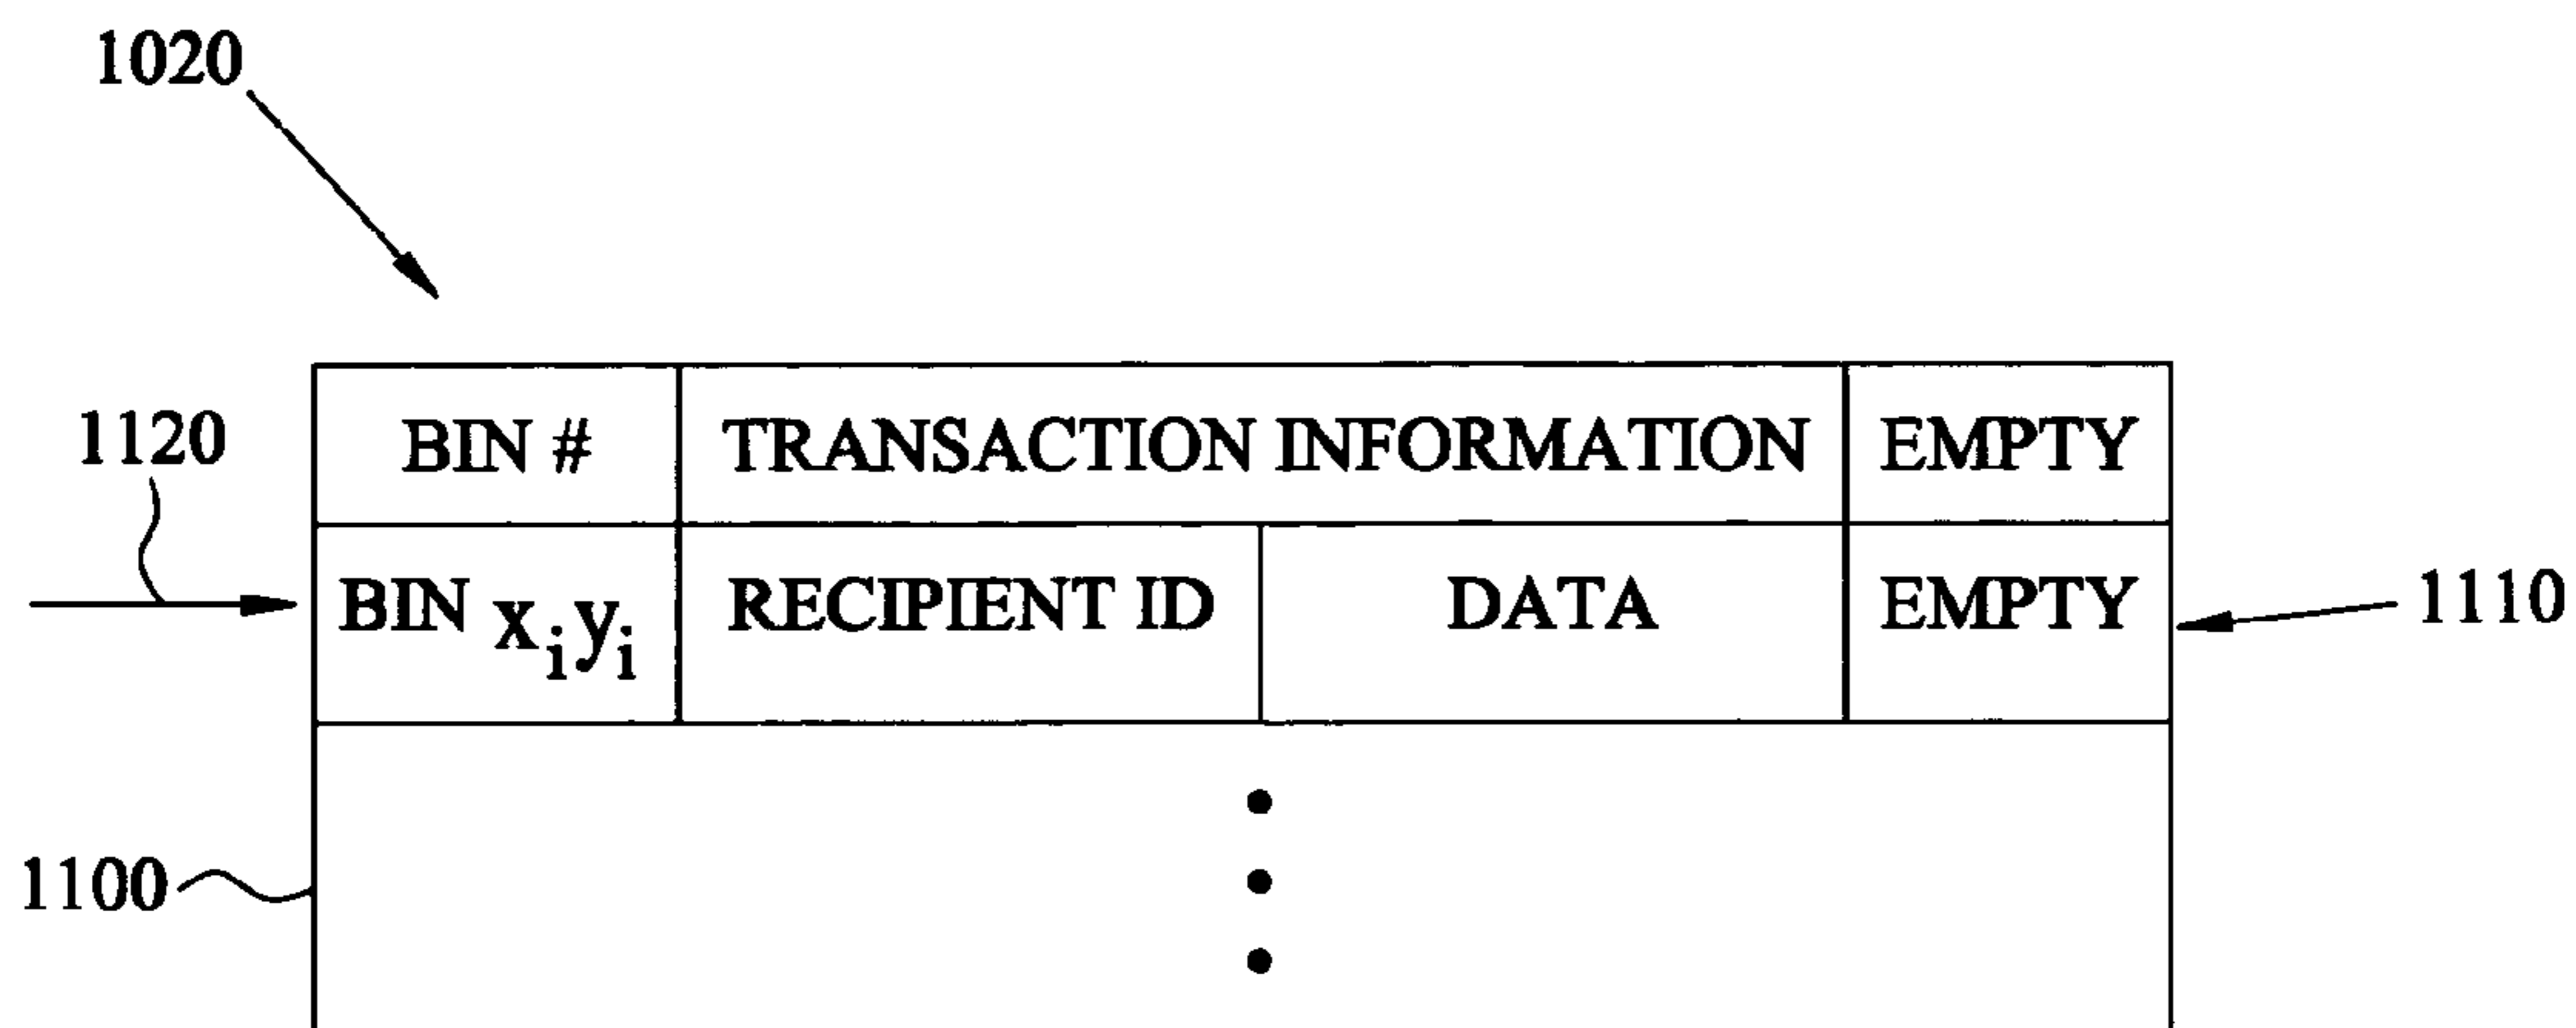 1020
1120
BIN # TRANSACTION INFORMATION EMPTY
BIN xᵢyᵢ RECIPIENT ID DATA EMPTY
1110
1100